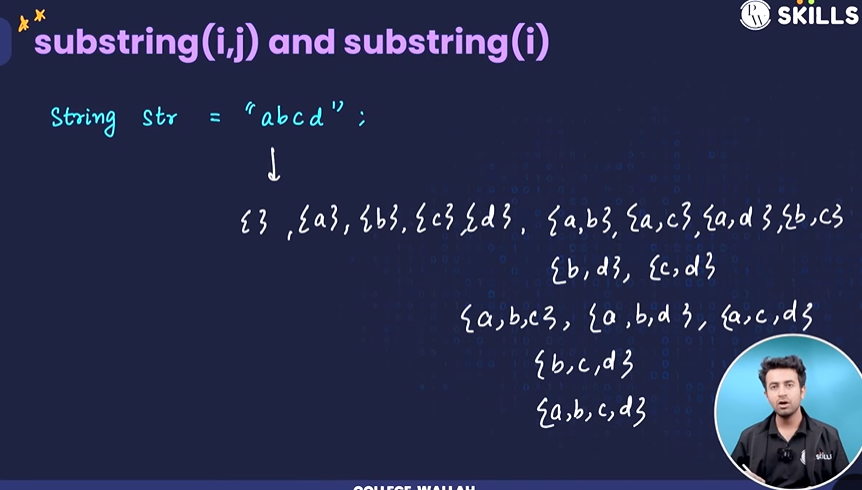 PW SKILLS
substring(i,j) and substring(i)
String str = "abcd";
{}, {a}, {b}, {c}, {d}, {a,b}, {a,c}, {a,d}, {b,c}
{b,d}, {c,d}
{a,b,c}, {a,b,d}, {a,c,d}
{b,c,d}
{a,b,c,d}
SKILLS
COLLEGE WALLAH